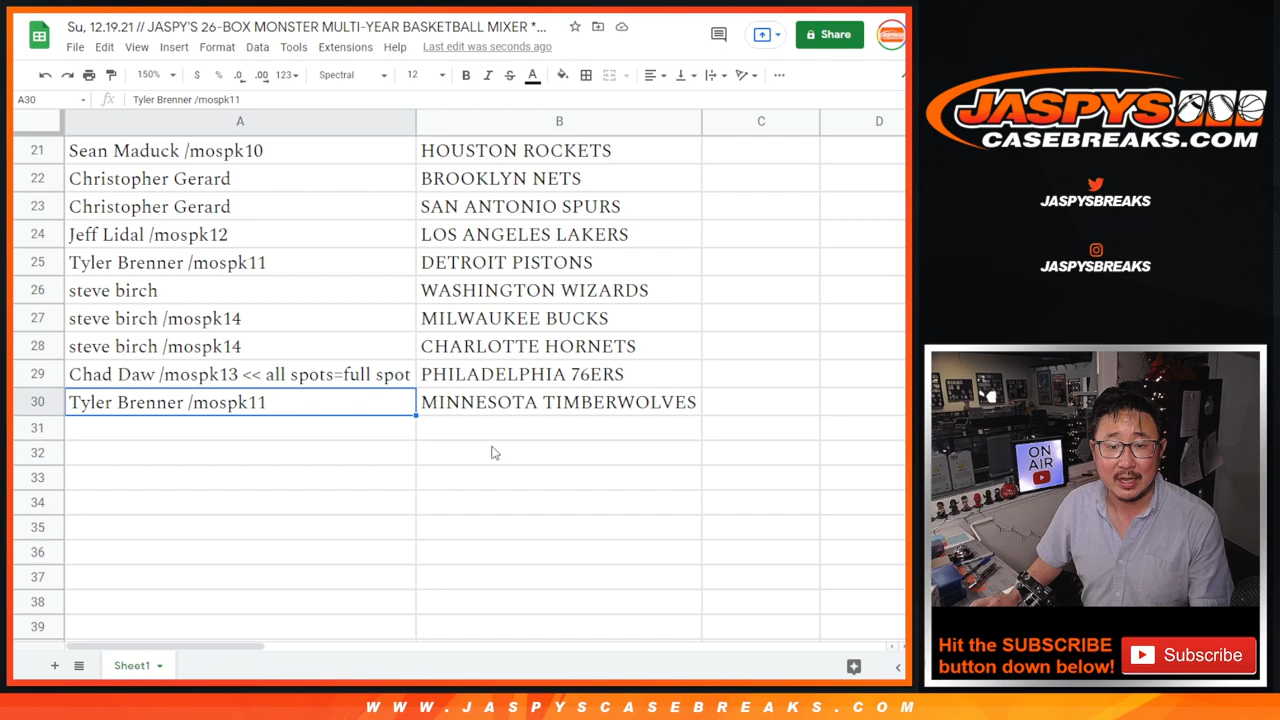 Su, 12.19.21 // JASPY'S 26-BOX MONSTER MULTI-YEAR BASKETBALL MIXER *...
File Edit View Insert Format Data Tools Extensions Help Last edit was seconds ago
Share
150% $ % .0 .00 123 Spectral 12 B I S A
A30 fx Tyler Brenner /mospk11
A B C D
21 Sean Maduck /mospk10 HOUSTON ROCKETS
22 Christopher Gerard BROOKLYN NETS
23 Christopher Gerard SAN ANTONIO SPURS
24 Jeff Lidal /mospk12 LOS ANGELES LAKERS
25 Tyler Brenner /mospk11 DETROIT PISTONS
26 steve birch WASHINGTON WIZARDS
27 steve birch /mospk14 MILWAUKEE BUCKS
28 steve birch /mospk14 CHARLOTTE HORNETS
29 Chad Daw /mospk13 << all spots=full spot PHILADELPHIA 76ERS
30 Tyler Brenner /mospk11 MINNESOTA TIMBERWOLVES
31
32
33
34
35
36
37
38
39
Sheet1
JASPYS
CASEBREAKS.COM
JASPYSBREAKS
JASPYSBREAKS
ON
AIR
Hit the SUBSCRIBE
button down below!
Subscribe
WWW.JASPYSCASEBREAKS.COM